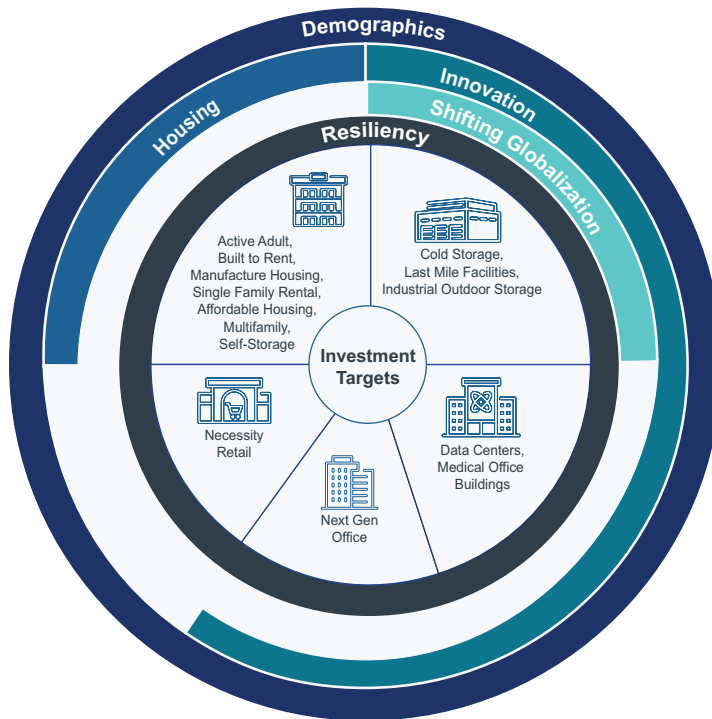 Demographics
Innovation
Housing
Shifting Globalization
Resiliency
Active Adult,
Built to Rent,
Manufacture Housing,
Single Family Rental,
Affordable Housing,
Multifamily,
Self-Storage
Cold Storage,
Last Mile Facilities,
Industrial Outdoor Storage
Investment
Targets
Necessity
Retail
Next Gen
Office
Data Centers,
Medical Office
Buildings